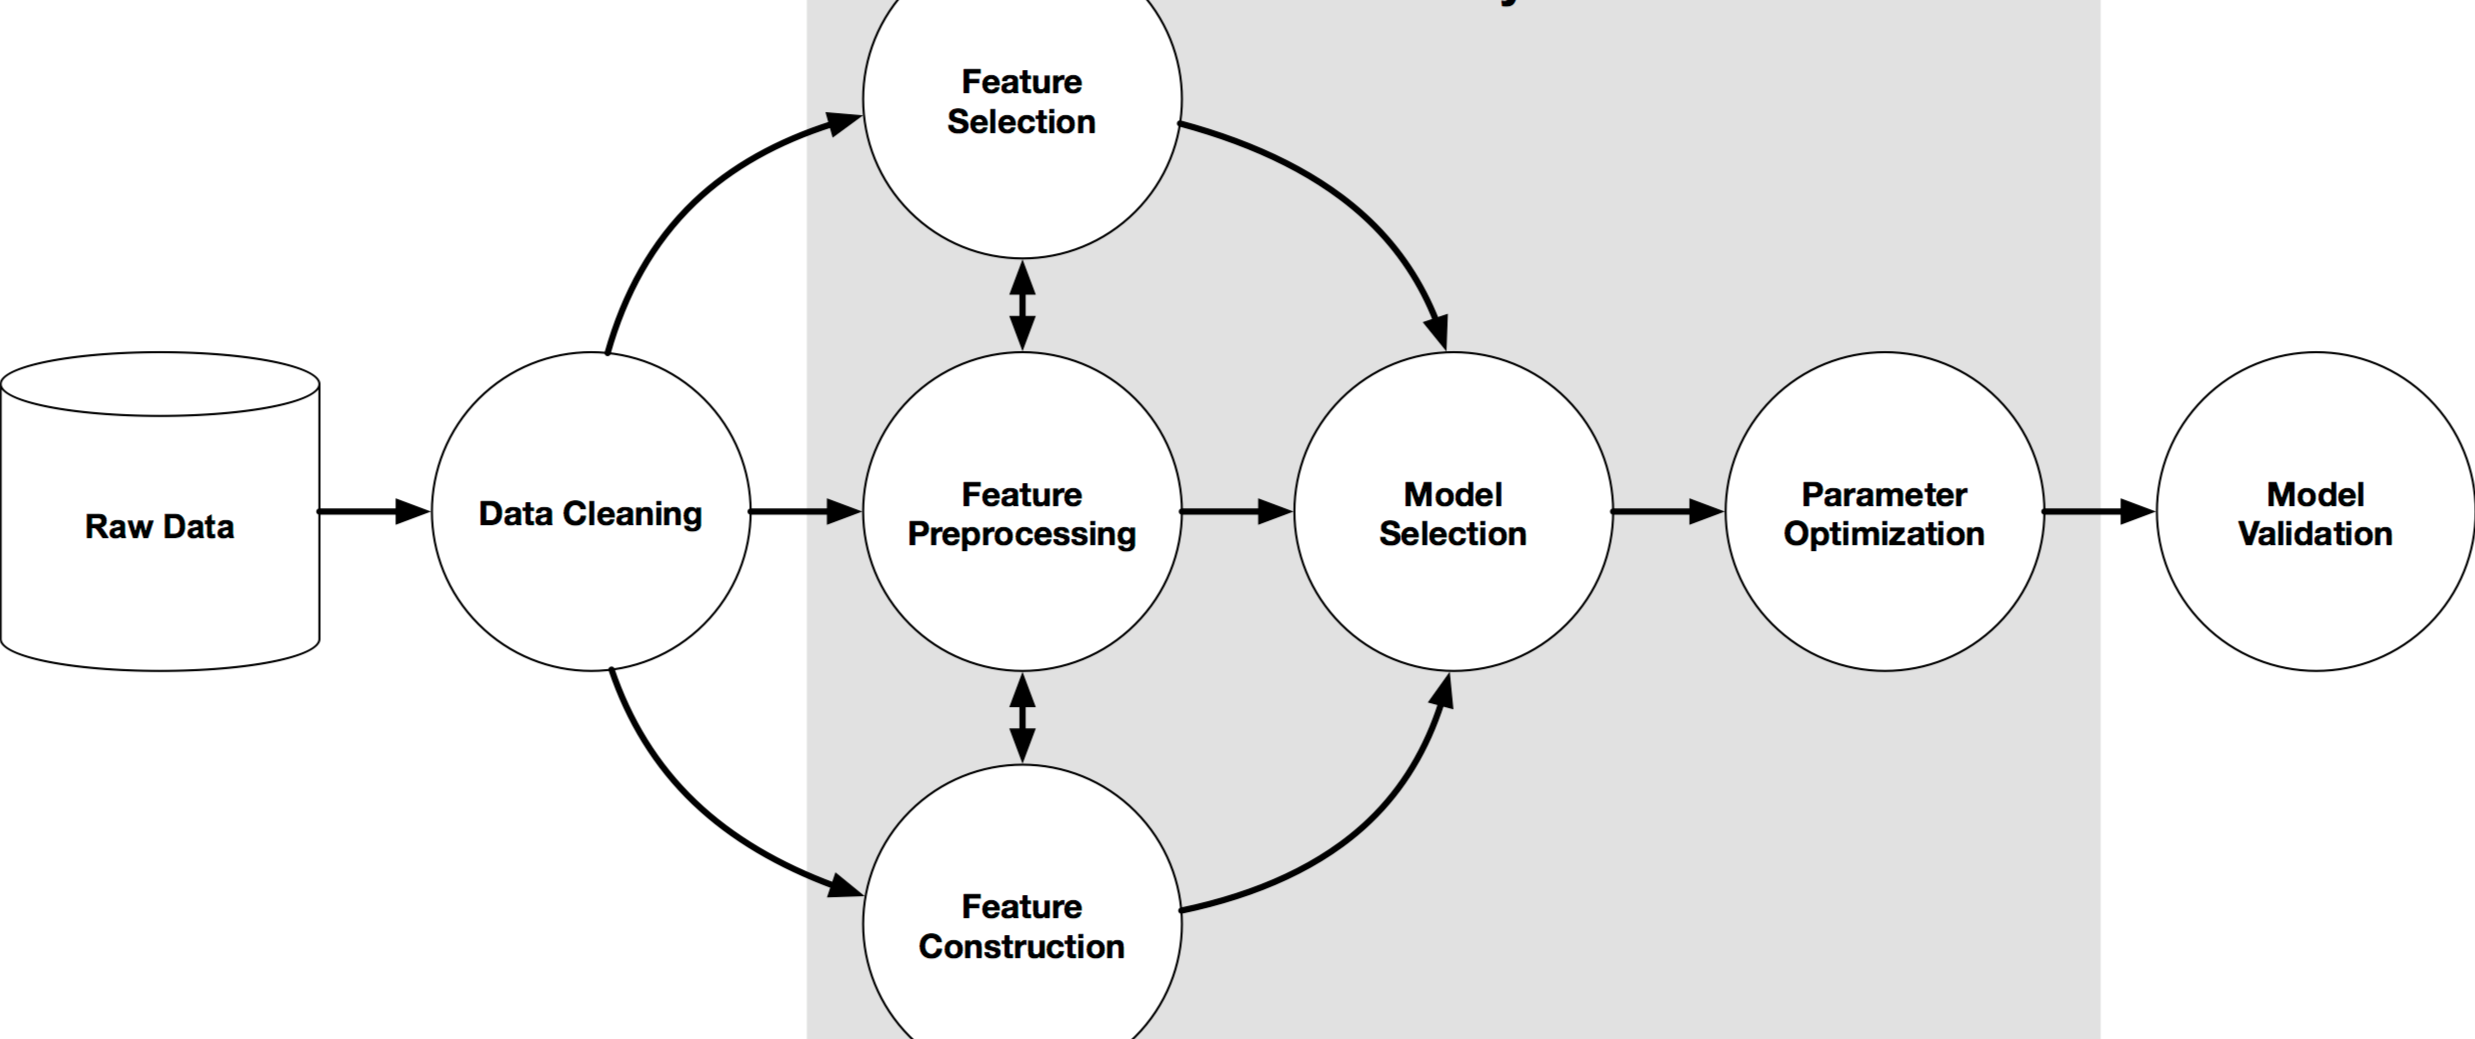 Feature
Selection
Raw Data
Data Cleaning
Feature
Preprocessing
Model
Selection
Parameter
Optimization
Model
Validation
Feature
Construction